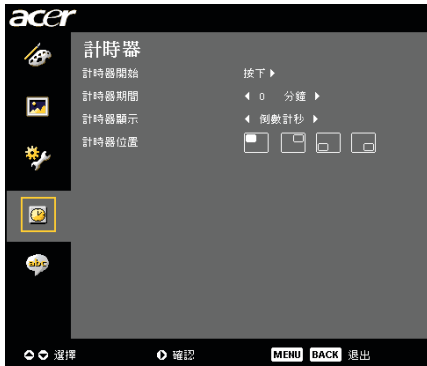 acer
計時器
計時器開始 按下
計時器期間 0 分鐘
計時器顯示 倒數計秒
計時器位置
abc
選擇 確認 MENU BACK 退出